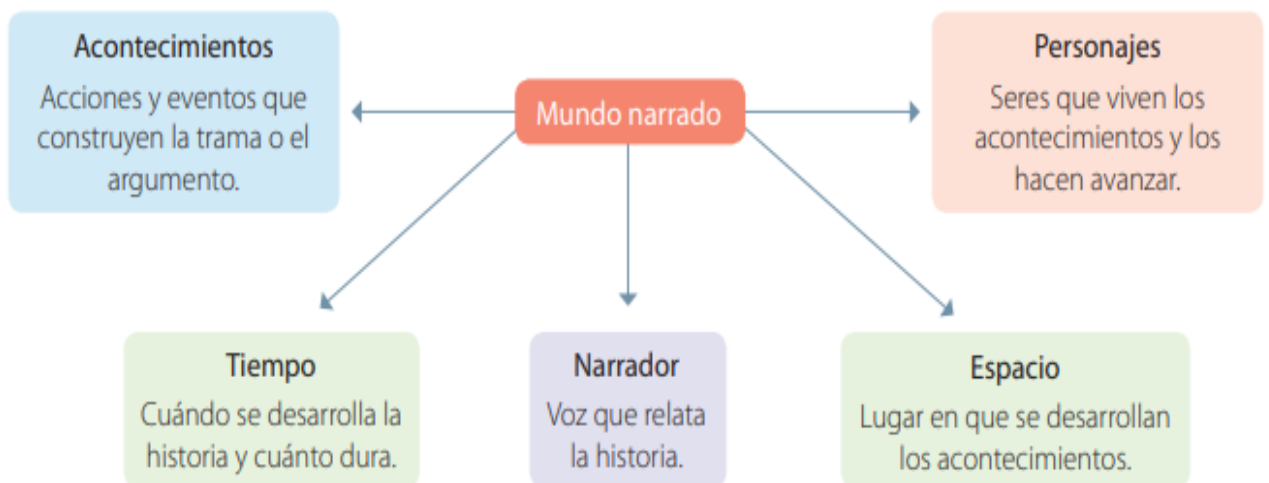 Acontecimientos
Acciones y eventos que
construyen la trama o el
argumento.
Mundo narrado
Personajes
Seres que viven los
acontecimientos y los
hacen avanzar.
Tiempo
Cuándo se desarrolla la
historia y cuánto dura.
Narrador
Voz que relata
la historia.
Espacio
Lugar en que se desarrollan
los acontecimientos.